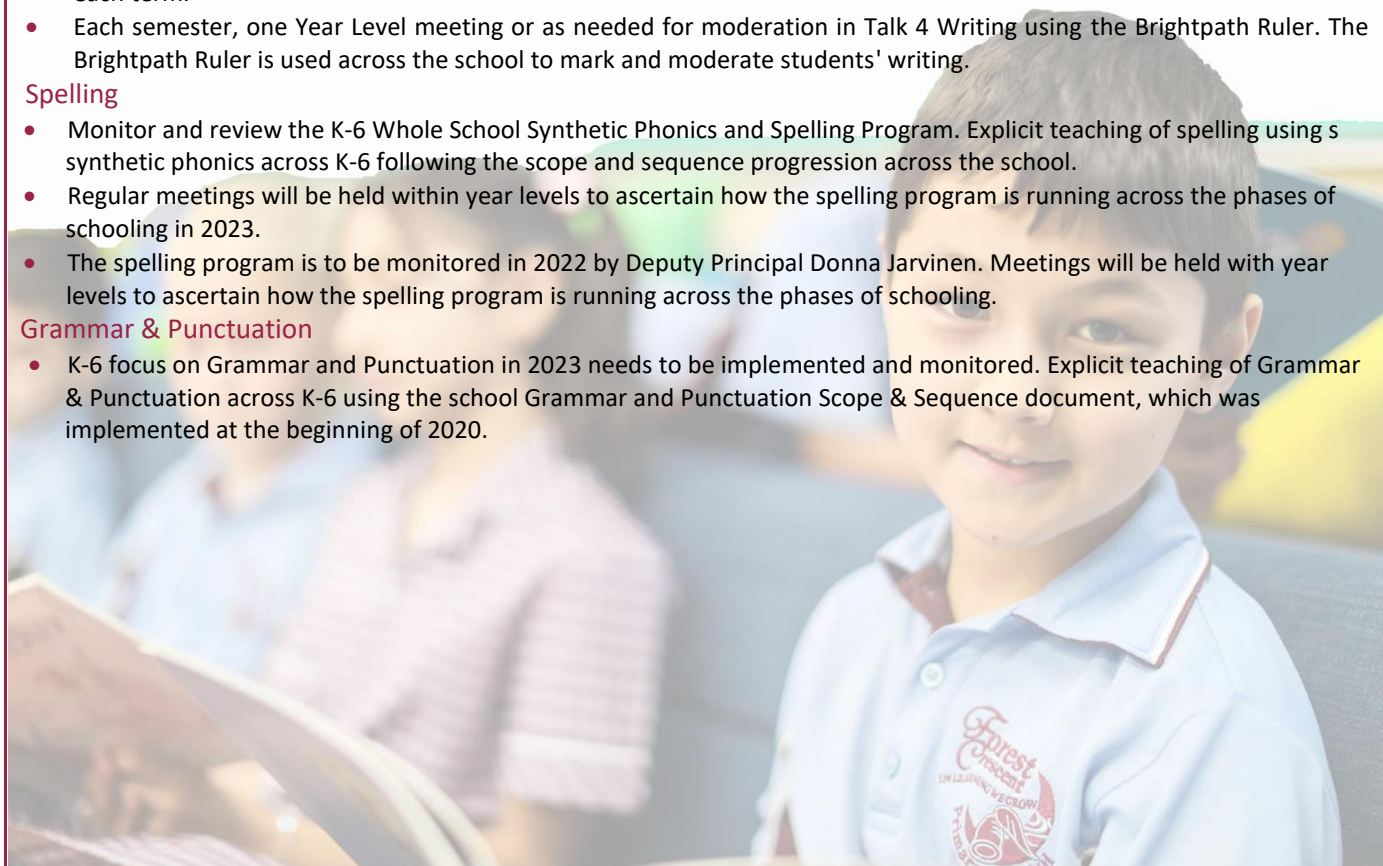 each term.
• Each semester, one Year Level meeting or as needed for moderation in Talk 4 Writing using the Brightpath Ruler. The
Brightpath Ruler is used across the school to mark and moderate students' writing.
Spelling
• Monitor and review the K-6 Whole School Synthetic Phonics and Spelling Program. Explicit teaching of spelling using s
synthetic phonics across K-6 following the scope and sequence progression across the school.
• Regular meetings will be held within year levels to ascertain how the spelling program is running across the phases of
schooling in 2023.
• The spelling program is to be monitored in 2022 by Deputy Principal Donna Jarvinen. Meetings will be held with year
levels to ascertain how the spelling program is running across the phases of schooling.
Grammar & Punctuation
• K-6 focus on Grammar and Punctuation in 2023 needs to be implemented and monitored. Explicit teaching of Grammar
& Punctuation across K-6 using the school Grammar and Punctuation Scope & Sequence document, which was
implemented at the beginning of 2020.
Forest
Crescent
IN LEARNING WE GROW